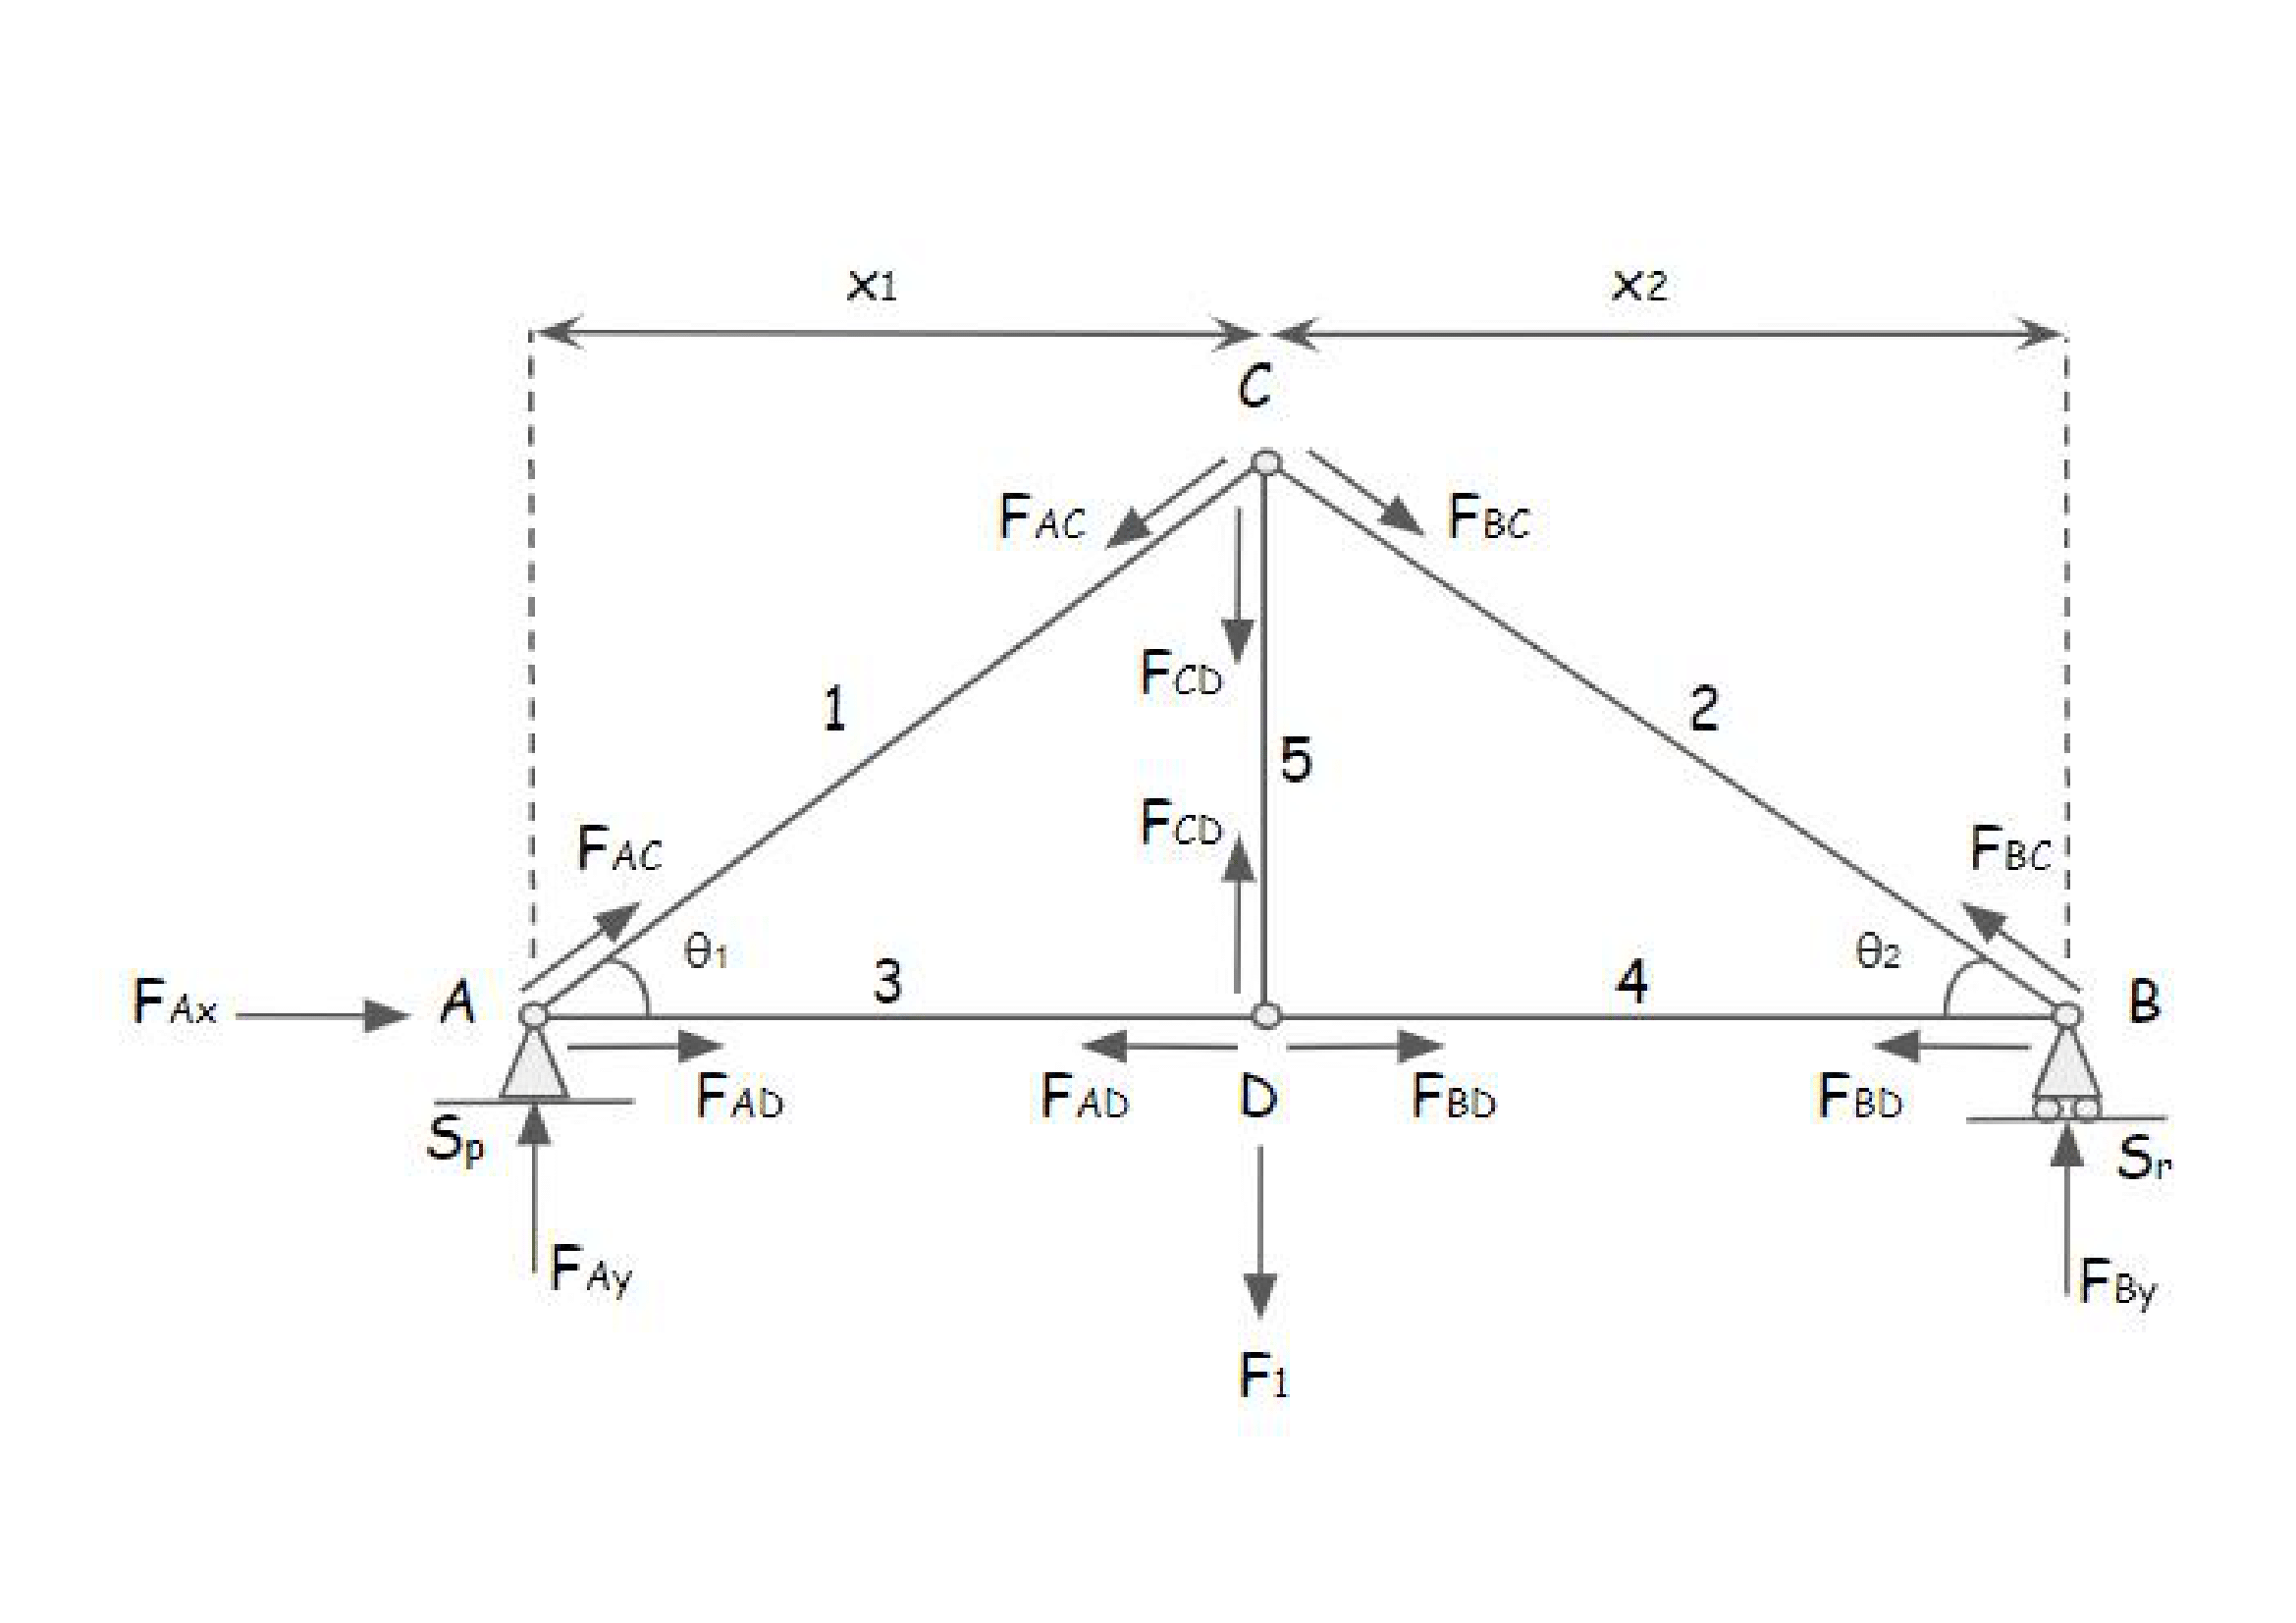 x1 x2
C
FAC FBC
FCD
1 2
5
FCD
FAC FBC
θ1 θ2
FAx A 3 4 B
FAD FAD D FBD FBD
Sp Sr
FAy FBy
F1